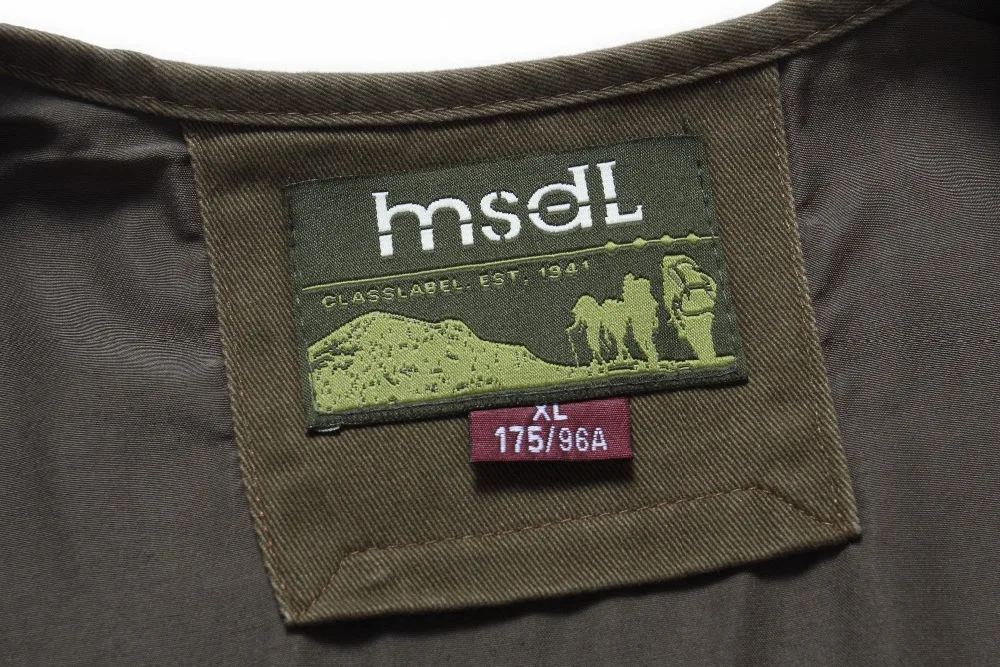 msdL
CLASSLABEL. EST. 1941
XL
175/96A